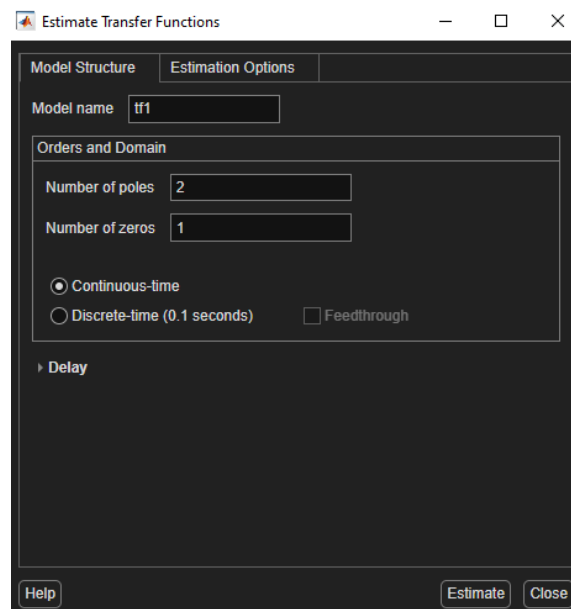 Estimate Transfer Functions
Model Structure Estimation Options
Model name tf1
Orders and Domain
Number of poles 2
Number of zeros 1
Continuous-time
Discrete-time (0.1 seconds) Feedthrough
Delay
Help Estimate Close